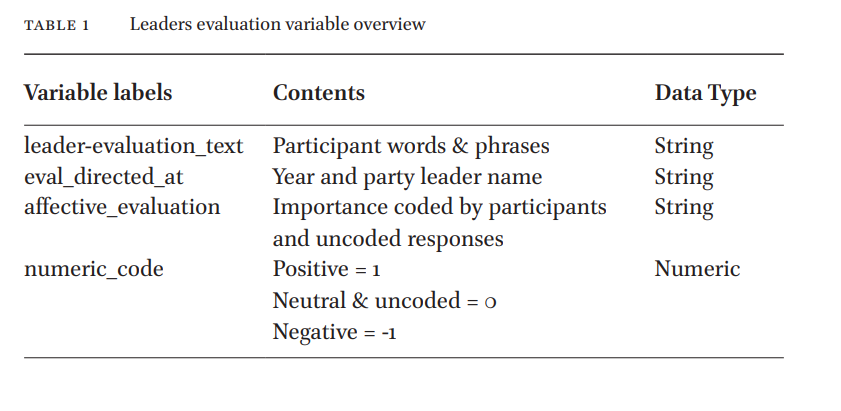 TABLE 1 Leaders evaluation variable overview
Variable labels Contents Data Type
leader-evaluation_text Participant words & phrases String
eval_directed_at Year and party leader name String
affective_evaluation Importance coded by participants String
and uncoded responses
numeric_code Positive = 1 Numeric
Neutral & uncoded = 0
Negative = -1